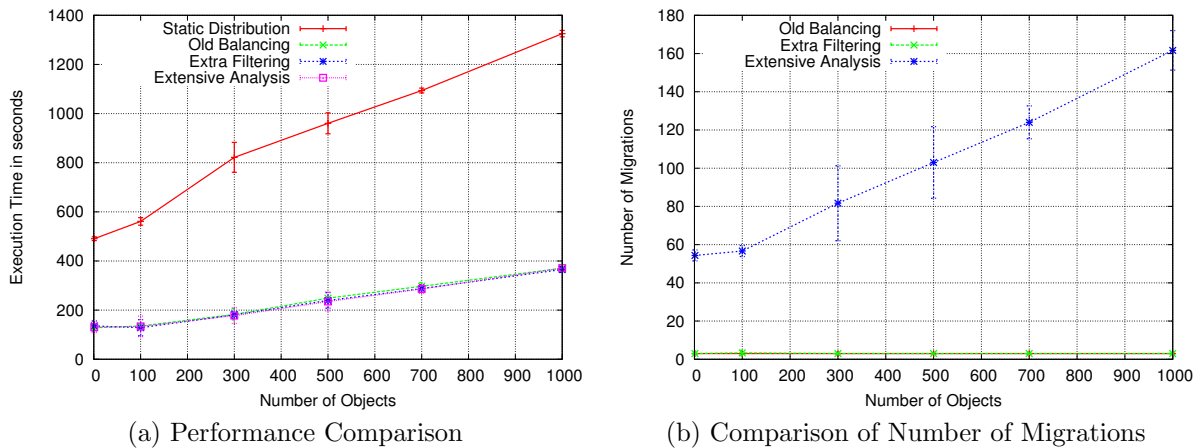 1400
1200
1000
800
600
400
200
0
Execution Time in seconds
Static Distribution
Old Balancing
Extra Filtering
Extensive Analysis
0 100 200 300 400 500 600 700 800 900 1000
Number of Objects
(a) Performance Comparison
180
160
140
120
100
80
60
40
20
0
Number of Migrations
Old Balancing
Extra Filtering
Extensive Analysis
0 100 200 300 400 500 600 700 800 900 1000
Number of Objects
(b) Comparison of Number of Migrations